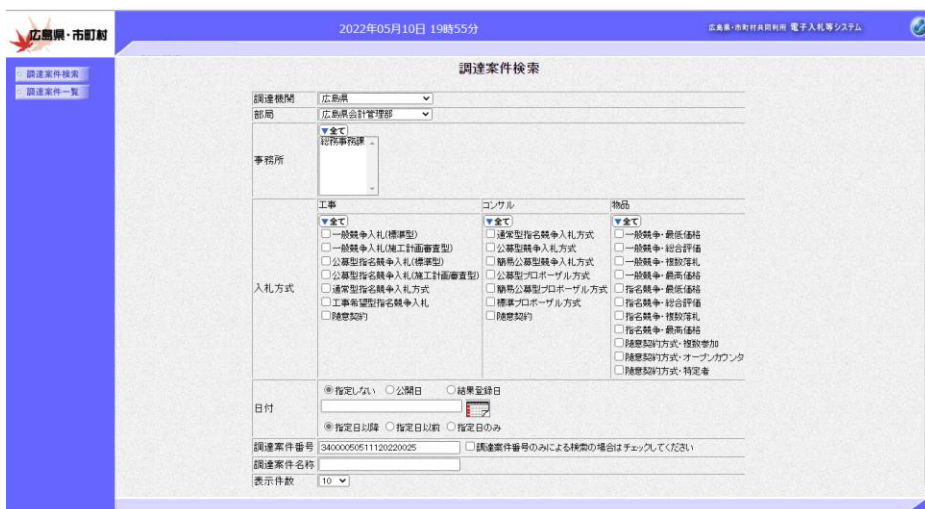 広島県・市町村
2022年05月10日 19時55分
広島県・市町村共同利用 電子入札等システム
調達案件検索
調達案件一覧
調達案件検索
調達機関 広島県
部局 広島県会計管理部
事務所
▼全て
総務事務課
入札方式
工事 コンサル 物品
▼全て ▼全て ▼全て
一般競争入札(標準型) 通常型指名競争入札方式 一般競争・最低価格
一般競争入札(施工計画審査型) 公募型競争入札方式 一般競争・総合評価
公募型指名競争入札(標準型) 簡易公募型競争入札方式 一般競争・複数落札
公募型指名競争入札(施工計画審査型) 公募型プロポーザル方式 一般競争・最高価格
通常型指名競争入札方式 簡易公募型プロポーザル方式 指名競争・最低価格
工事希望型指名競争入札 標準プロポーザル方式 指名競争・総合評価
随意契約 随意契約 指名競争・複数落札
指名競争・最高価格
随意契約方式・複数参加
随意契約方式・オープンカウンタ
随意契約方式・特定者
日付
指定しない 公開日 結果登録日
指定日以降 指定日以前 指定日のみ
調達案件番号 34000050511120220025 調達案件番号のみによる検索の場合はチェックしてください
調達案件名称
表示件数 10